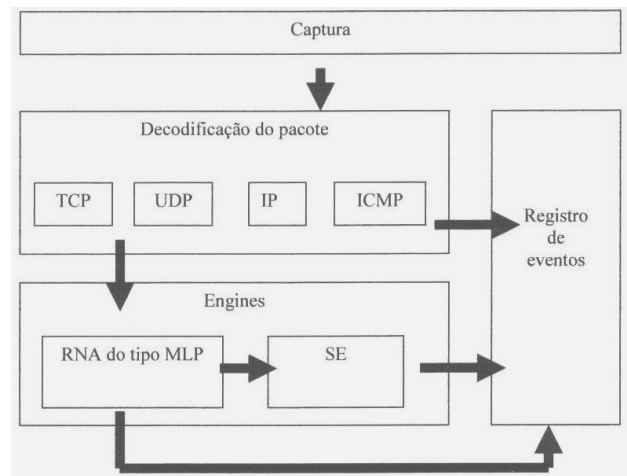 Captura
Decodificação do pacote
TCP
UDP
IP
ICMP
Registro
de
eventos
Engines
RNA do tipo MLP
SE